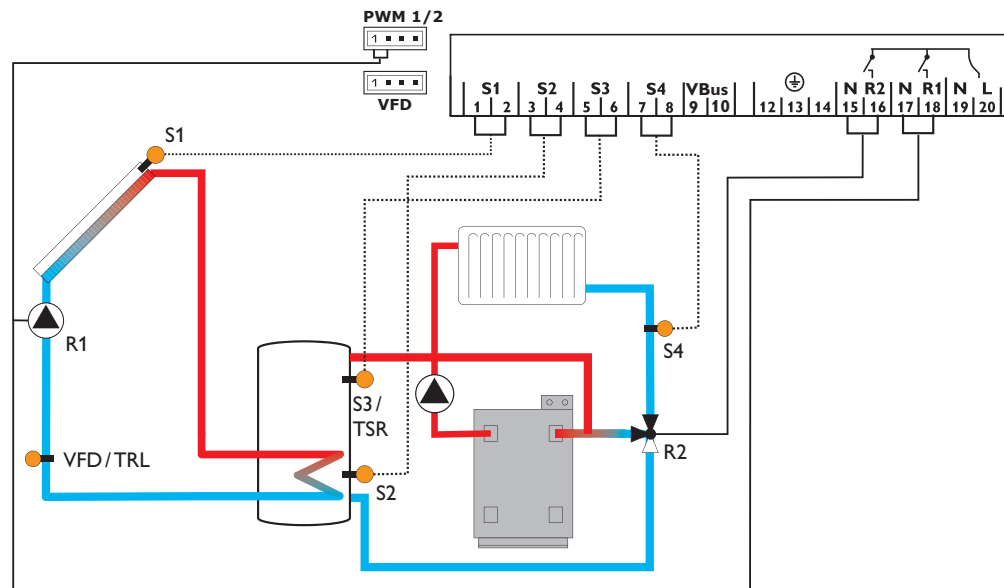 PWM 1/2
1
1
VFD
S1 S2 S3 S4 VBus N R2 N R1 N L
1 2 3 4 5 6 7 8 9 10 12 13 14 15 16 17 18 19 20
S1
R1
S4
S3 /
TSR
R2
VFD / TRL
S2